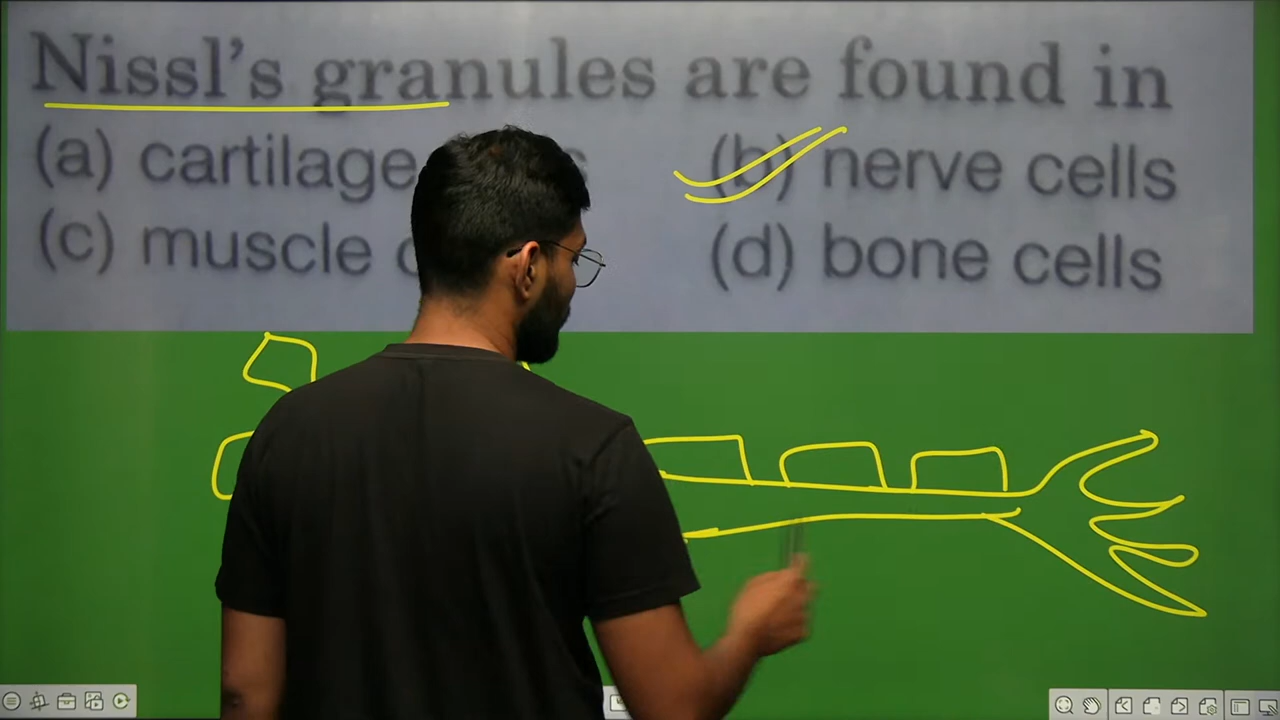 Nissl's granules are found in
(a) cartilage
(b) nerve cells
(c) muscle
(d) bone cells